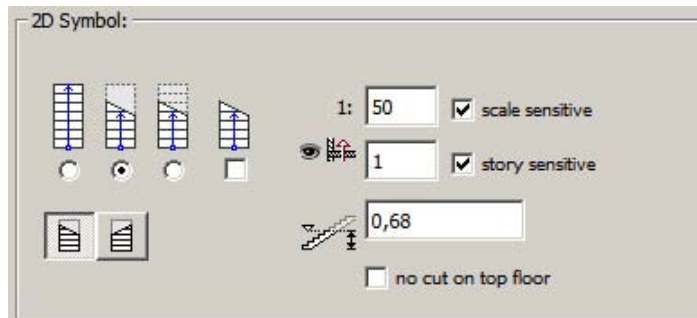 2D Symbol:
1: 50 scale sensitive
1 story sensitive
0,68
no cut on top floor